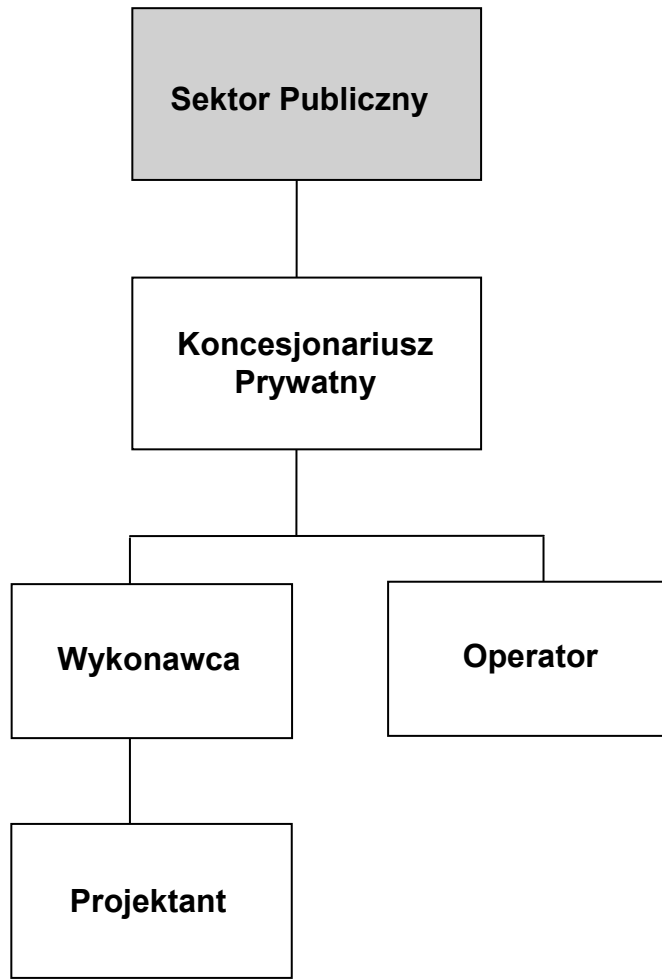 Sektor Publiczny
Koncesjonariusz
Prywatny
Wykonawca
Operator
Projektant